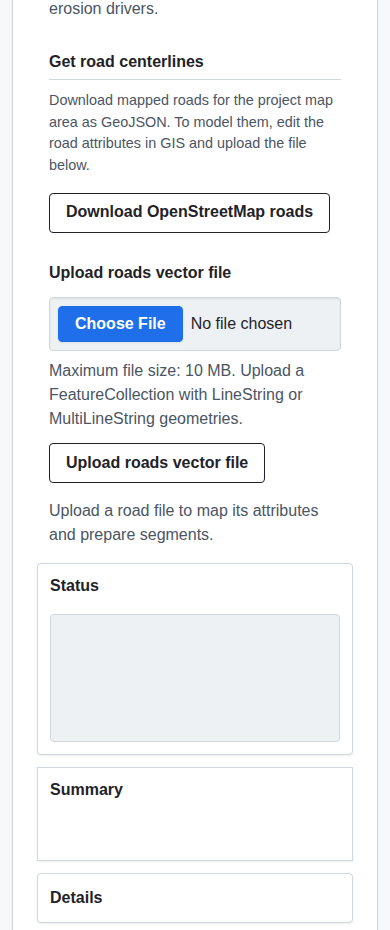 erosion drivers.
Get road centerlines
Download mapped roads for the project map
area as GeoJSON. To model them, edit the
road attributes in GIS and upload the file
below.
Download OpenStreetMap roads
Upload roads vector file
Choose File No file chosen
Maximum file size: 10 MB. Upload a
FeatureCollection with LineString or
MultiLineString geometries.
Upload roads vector file
Upload a road file to map its attributes
and prepare segments.
Status
Summary
Details